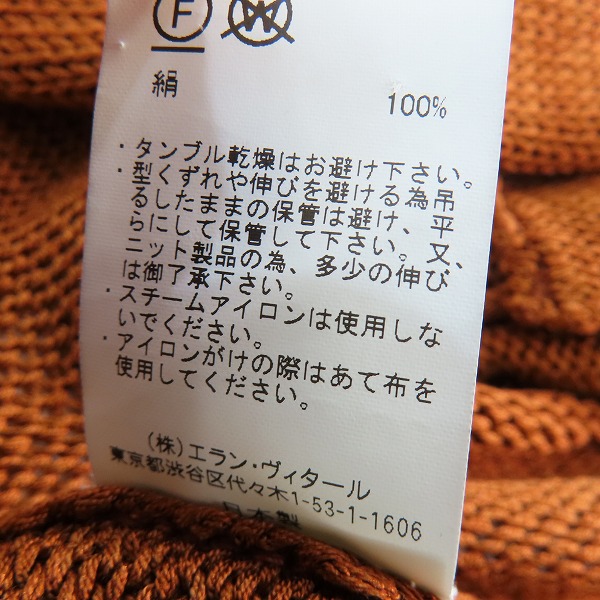 F W
絹 100%
・タンブル乾燥はお避け下さい。
・型くずれや伸びを避ける為吊
るしたままの保管は避け、平
らにして保管して下さい。又、
ニット製品の為、多少の伸び
は御了承下さい。
・スチームアイロンは使用しな
いでください。
・アイロンがけの際はあて布を
使用してください。
(株)エラン・ヴィタール
東京都渋谷区代々木1-53-1-1606
日本製